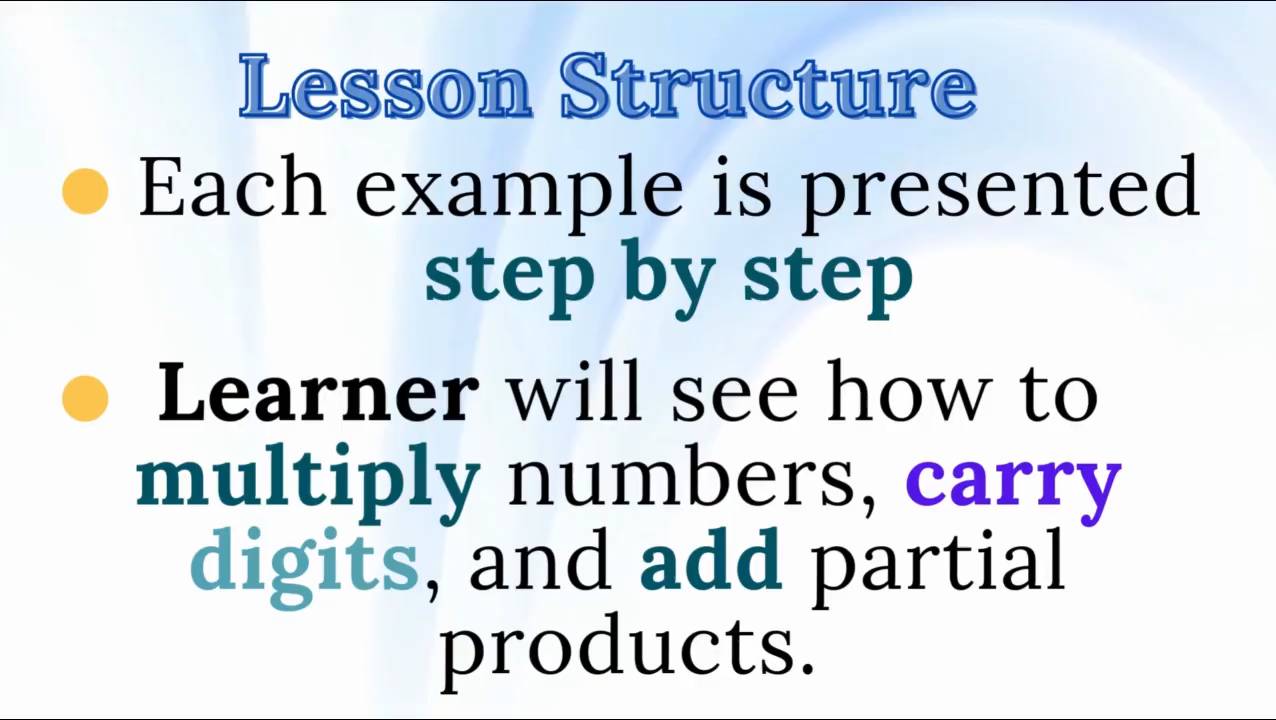 Lesson Structure
Each example is presented
step by step
Learner will see how to
multiply numbers, carry
digits, and add partial
products.